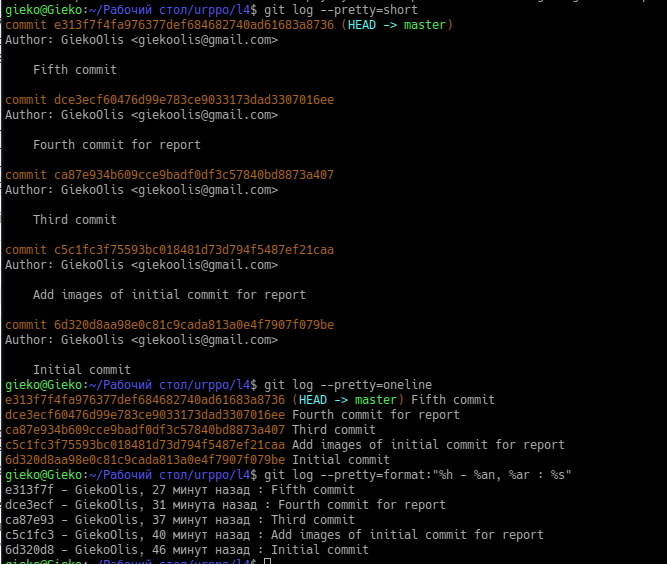 gieko@Gieko:~/Рабочий стол/urppo/l4$ git log --pretty=short
commit e313f7f4fa976377def684682740ad61683a8736 (HEAD -> master)
Author: GiekoOlis <giekoolis@gmail.com>
Fifth commit
commit dce3ecf60476d99e783ce9033173dad3307016ee
Author: GiekoOlis <giekoolis@gmail.com>
Fourth commit for report
commit ca87e934b609cce9badf0df3c57840bd8873a407
Author: GiekoOlis <giekoolis@gmail.com>
Third commit
commit c5c1fc3f75593bc018481d73d794f5487ef21caa
Author: GiekoOlis <giekoolis@gmail.com>
Add images of initial commit for report
commit 6d320d8aa98e0c81c9cada813a0e4f7907f079be
Author: GiekoOlis <giekoolis@gmail.com>
Initial commit
gieko@Gieko:~/Рабочий стол/urppo/l4$ git log --pretty=oneline
e313f7f4fa976377def684682740ad61683a8736 (HEAD -> master) Fifth commit
dce3ecf60476d99e783ce9033173dad3307016ee Fourth commit for report
ca87e934b609cce9badf0df3c57840bd8873a407 Third commit
c5c1fc3f75593bc018481d73d794f5487ef21caa Add images of initial commit for report
6d320d8aa98e0c81c9cada813a0e4f7907f079be Initial commit
gieko@Gieko:~/Рабочий стол/urppo/l4$ git log --pretty=format:"%h - %an, %ar : %s"
e313f7f - GiekoOlis, 27 минут назад : Fifth commit
dce3ecf - GiekoOlis, 31 минута назад : Fourth commit for report
ca87e93 - GiekoOlis, 37 минут назад : Third commit
c5c1fc3 - GiekoOlis, 40 минут назад : Add images of initial commit for report
6d320d8 - GiekoOlis, 46 минут назад : Initial commit
gieko@Gieko:~/Рабочий стол/urppo/l4$